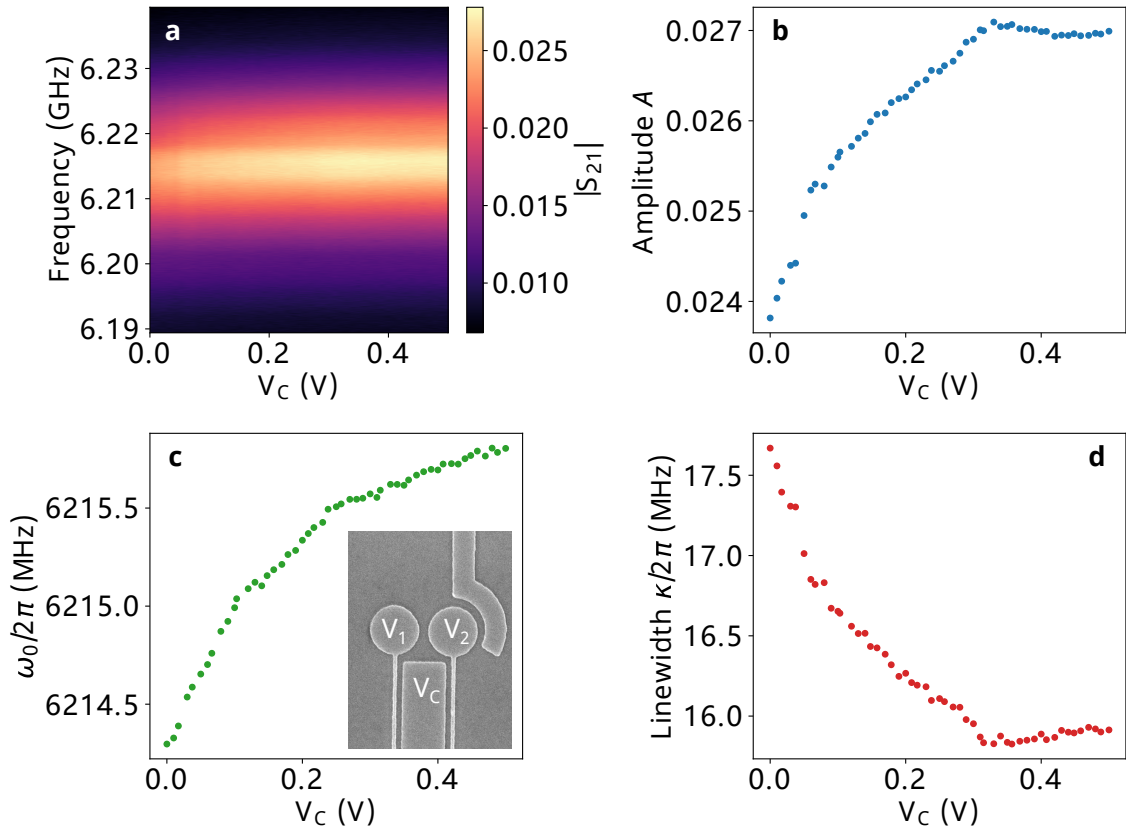 a
Frequency (GHz)
6.23
6.22
6.21
6.20
6.19
0.0
0.2
0.4
V_C (V)
0.025
0.020
0.015
0.010
|S₂₁|
b
Amplitude A
0.027
0.026
0.025
0.024
0.0
0.2
0.4
V_C (V)
c
ω₀/2π (MHz)
6215.5
6215.0
6214.5
V₁
V₂
V_C
0.0
0.2
0.4
V_C (V)
d
Linewidth κ/2π (MHz)
17.5
17.0
16.5
16.0
0.0
0.2
0.4
V_C (V)